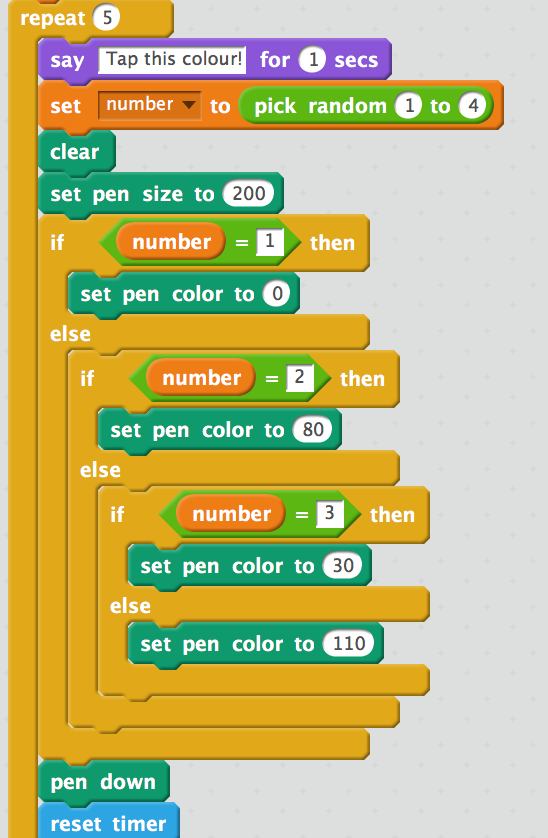 repeat 5
say Tap this colour! for 1 secs
set number to pick random 1 to 4
clear
set pen size to 200
if number = 1 then
set pen color to 0
else
if number = 2 then
set pen color to 80
else
if number = 3 then
set pen color to 30
else
set pen color to 110
pen down
reset timer